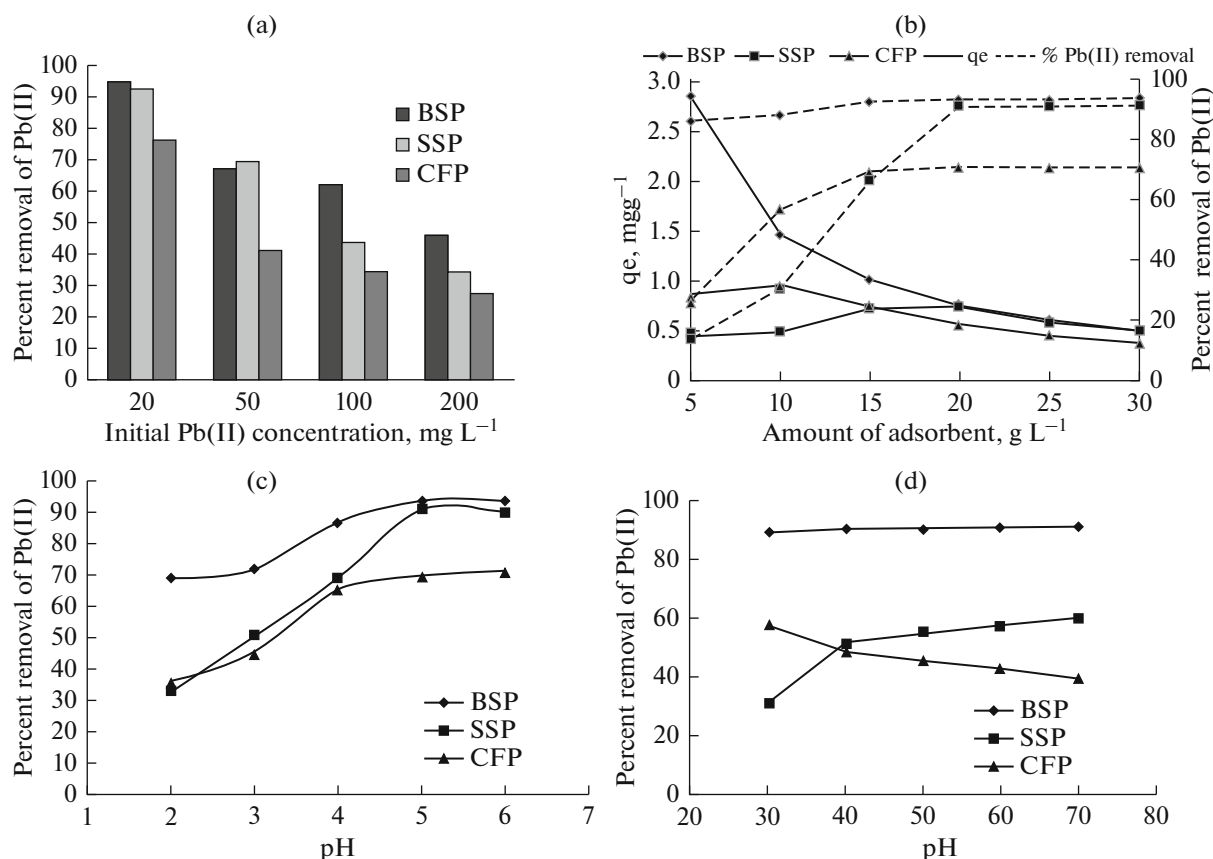 (a)
Percent removal of Pb(II)
100
90
80
70
60
50
40
30
20
10
0
BSP
SSP
CFP
20 50 100 200
Initial Pb(II) concentration, mg L⁻¹
(b)
BSP SSP CFP qe % Pb(II) removal
qe, mgg⁻¹
3.0
2.5
2.0
1.5
1.0
0.5
0
100
80
60
40
20
0
Percent removal of Pb(II)
5 10 15 20 25 30
Amount of adsorbent, g L⁻¹
(c)
Percent removal of Pb(II)
100
90
80
70
60
50
40
30
20
10
0
BSP
SSP
CFP
1 2 3 4 5 6 7
pH
(d)
Percent removal of Pb(II)
100
80
60
40
20
0
BSP
SSP
CFP
20 30 40 50 60 70 80
pH